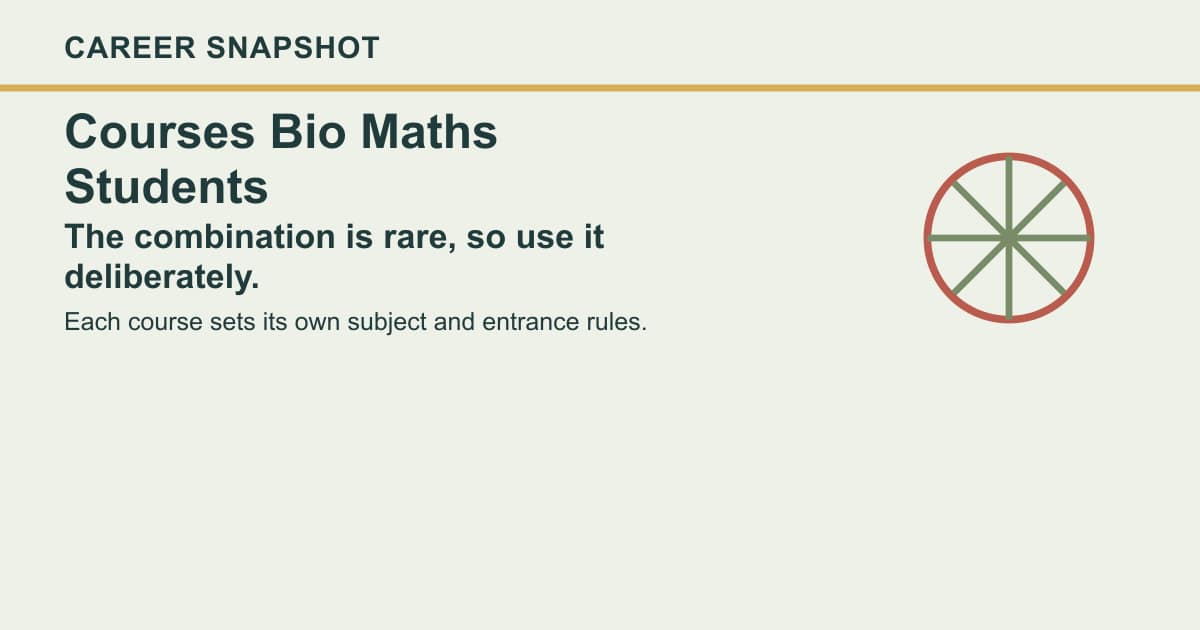 CAREER SNAPSHOT
Courses Bio Maths
Students
The combination is rare, so use it
deliberately.
Each course sets its own subject and entrance rules.